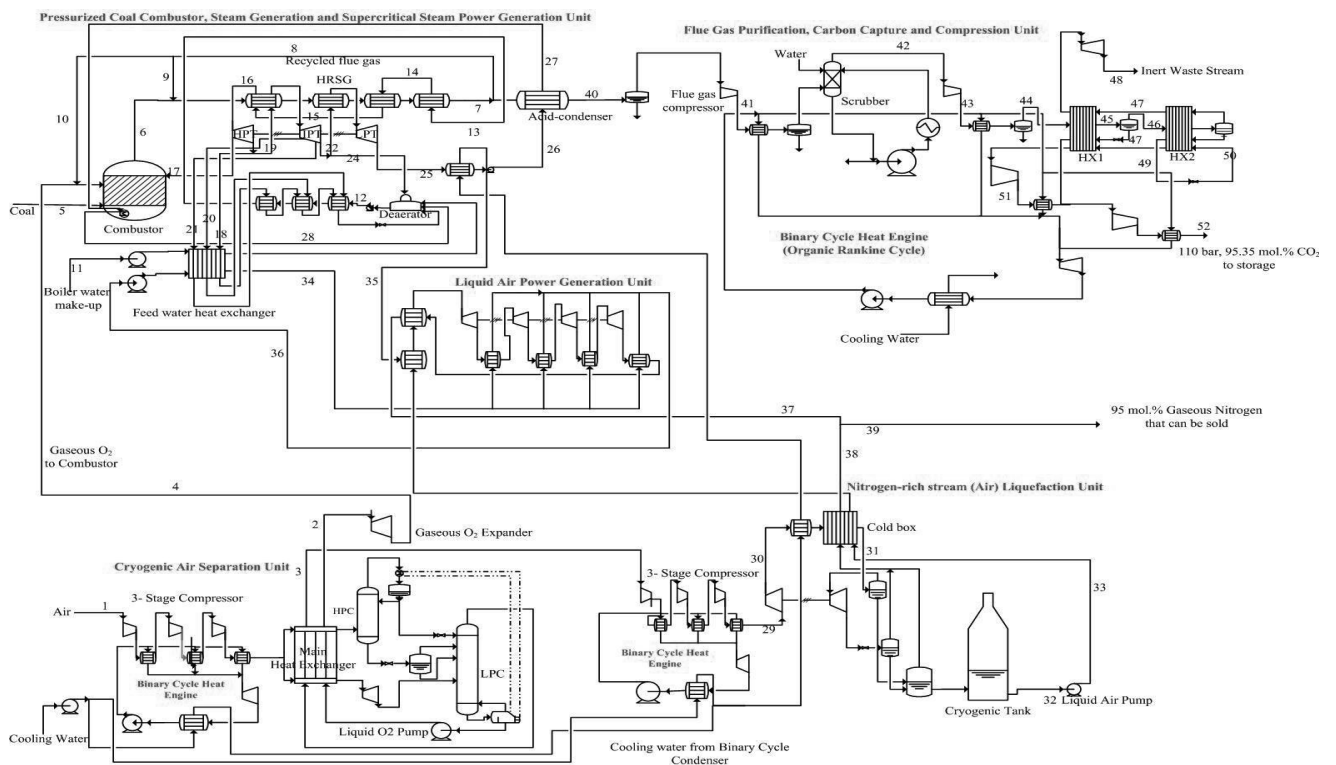 Pressurized Coal Combustor, Steam Generation and Supercritical Steam Power Generation Unit
Flue Gas Purification, Carbon Capture and Compression Unit
8
Recycled flue gas
9
16
HRSG
14
27
10
6
15
7
13
HPT
IPT
LPT
19
22
24
17
Acid-condenser
40
26
25
Coal
5
Combustor
20
21
18
12
Deaerator
28
11
Boiler water
make-up
Feed water heat exchanger
34
35
36
Water
42
Flue gas
compressor
41
Scrubber
43
44
48
Inert Waste Stream
45
47
47
46
HX1
HX2
49
50
51
52
110 bar, 95.35 mol.% CO₂
to storage
Binary Cycle Heat Engine
(Organic Rankine Cycle)
Cooling Water
Liquid Air Power Generation Unit
37
39
95 mol.% Gaseous Nitrogen
that can be sold
38
Gaseous O₂
to Combustor
4
2
Gaseous O₂ Expander
Nitrogen-rich stream (Air) Liquefaction Unit
Cold box
30
31
33
Cryogenic Air Separation Unit
3
1
Air
3- Stage Compressor
HPC
Main
Heat Exchanger
LPC
Binary Cycle Heat
Engine
Cooling Water
Liquid O2 Pump
3- Stage Compressor
29
Binary Cycle Heat
Engine
Cooling water from Binary Cycle
Condenser
Cryogenic Tank
32 Liquid Air Pump